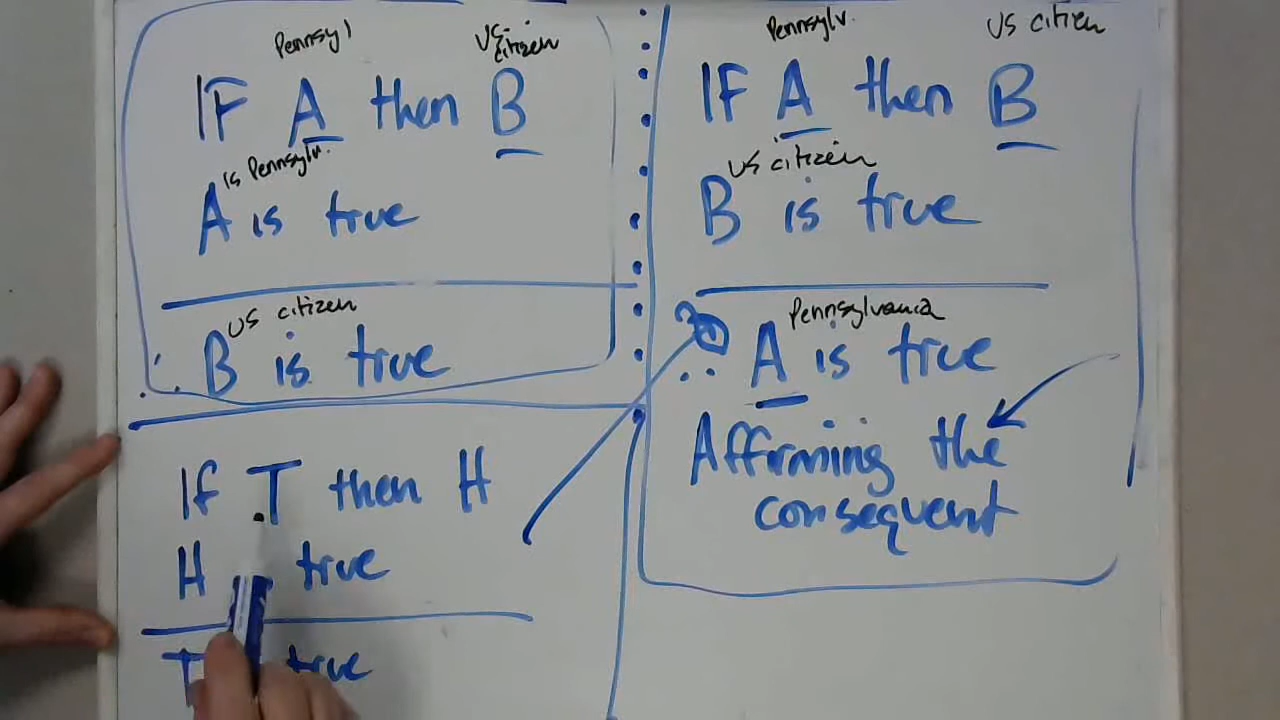 Pennsyl
US citizen
IF A then B
is Pennsylv.
A is true
US citizen
∴ B is true
If T then H
H true
T true
Pennsylv.
US citizen
IF A then B
US citizen
B is true
Pennsylvania
∴ A is true
Affirming the
consequent